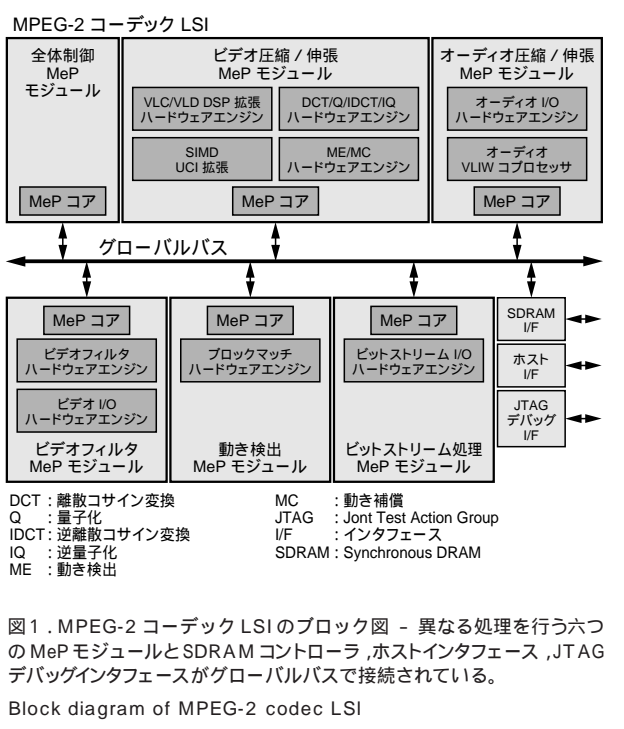 MPEG-2 コーデック LSI
全体制御
MeP
モジュール
MeP コア
ビデオ圧縮 / 伸張
MeP モジュール
VLC/VLD DSP 拡張
ハードウェアエンジン
DCT/Q/IDCT/IQ
ハードウェアエンジン
SIMD
UCI 拡張
ME/MC
ハードウェアエンジン
MeP コア
オーディオ圧縮 / 伸張
MeP モジュール
オーディオ I/O
ハードウェアエンジン
オーディオ
VLIW コプロセッサ
MeP コア
グローバルバス
MeP コア
ビデオフィルタ
ハードウェアエンジン
ビデオ I/O
ハードウェアエンジン
ビデオフィルタ
MeP モジュール
MeP コア
ブロックマッチ
ハードウェアエンジン
動き検出
MeP モジュール
MeP コア
ビットストリーム I/O
ハードウェアエンジン
ビットストリーム処理
MeP モジュール
SDRAM
I/F
ホスト
I/F
JTAG
デバッグ
I/F
DCT : 離散コサイン変換
Q : 量子化
IDCT : 逆離散コサイン変換
IQ : 逆量子化
ME : 動き検出
MC : 動き補償
JTAG : Jont Test Action Group
I/F : インタフェース
SDRAM : Synchronous DRAM
図1．MPEG-2 コーデック LSI のブロック図 － 異なる処理を行う六つ
の MeP モジュールと SDRAM コントローラ ,ホストインタフェース ,JTAG
デバッグインタフェースがグローバルバスで接続されている。
Block diagram of MPEG-2 codec LSI